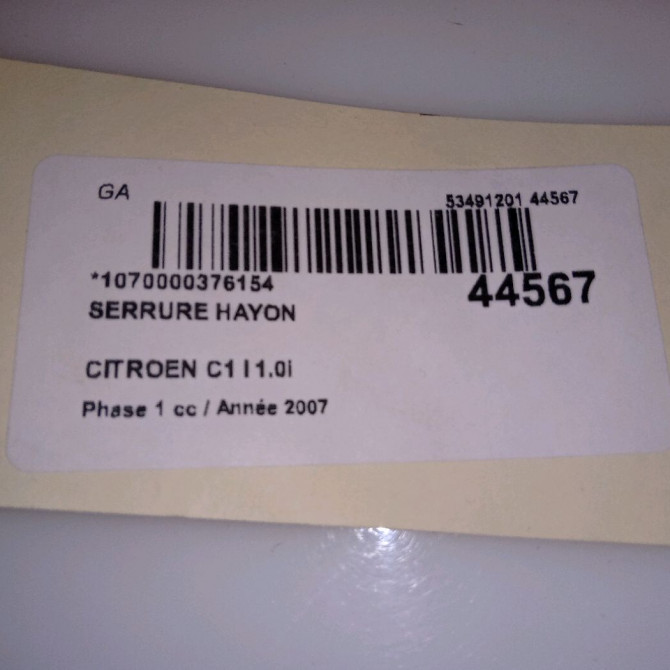 GA
53491201 44567
*1070000376154
44567
SERRURE HAYON
CITROEN C1 I 1.0i
Phase 1 cc / Année 2007